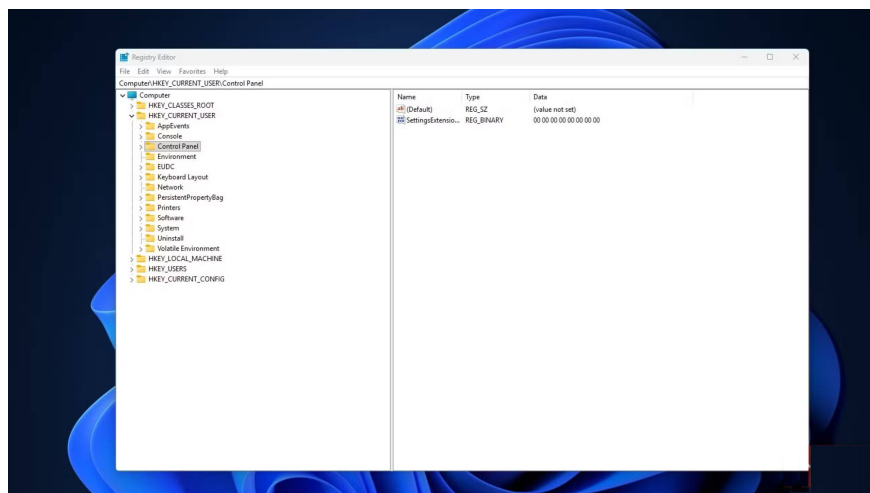 Registry Editor
File Edit View Favorites Help
Computer\HKEY_CURRENT_USER\Control Panel
Computer
HKEY_CLASSES_ROOT
HKEY_CURRENT_USER
AppEvents
Console
Control Panel
Environment
EUDC
Keyboard Layout
Network
PersistentPropertyBag
Printers
Software
System
Uninstall
Volatile Environment
HKEY_LOCAL_MACHINE
HKEY_USERS
HKEY_CURRENT_CONFIG
Name Type Data
(Default) REG_SZ (value not set)
SettingsExtensio... REG_BINARY 00 00 00 00 00 00 00 00